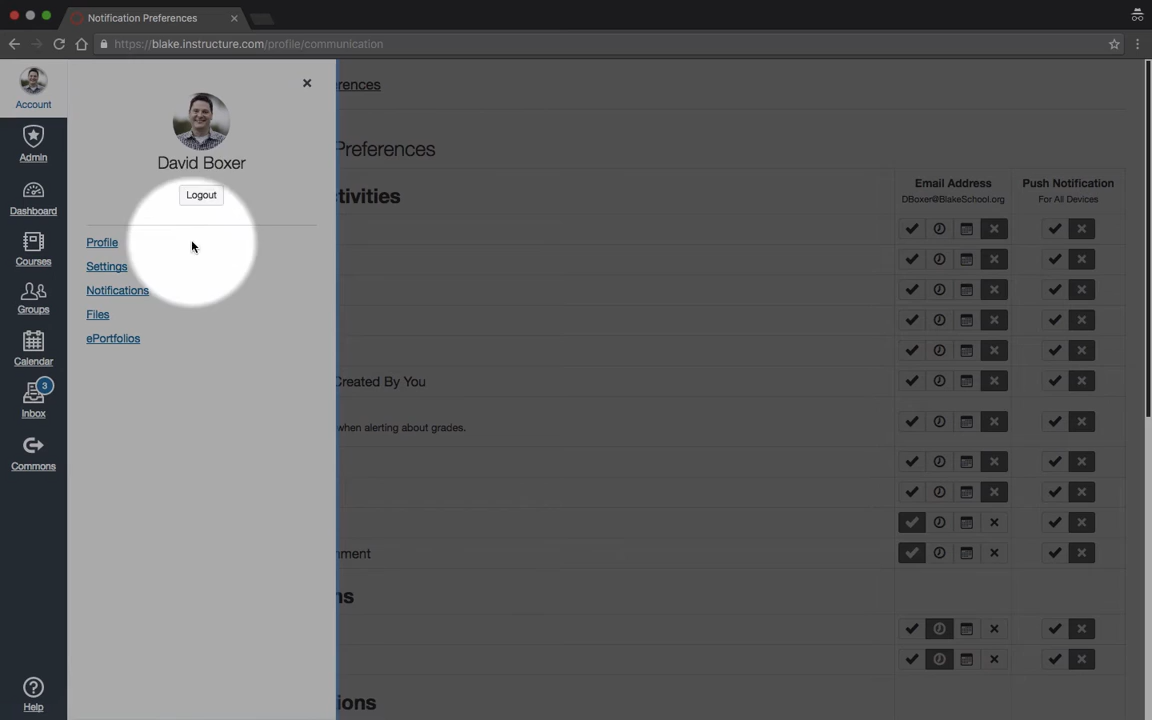 Notification Preferences
https://blake.instructure.com/profile/communication
Account
Admin
Dashboard
Courses
Groups
Calendar
3
Inbox
Commons
Help
David Boxer
Logout
Profile
Settings
Notifications
Files
ePortfolios
erences
Preferences
ctivities
Email Address
DBoxer@BlakeSchool.org
Push Notification
For All Devices
Created By You
when alerting about grades.
nment
ns
ions